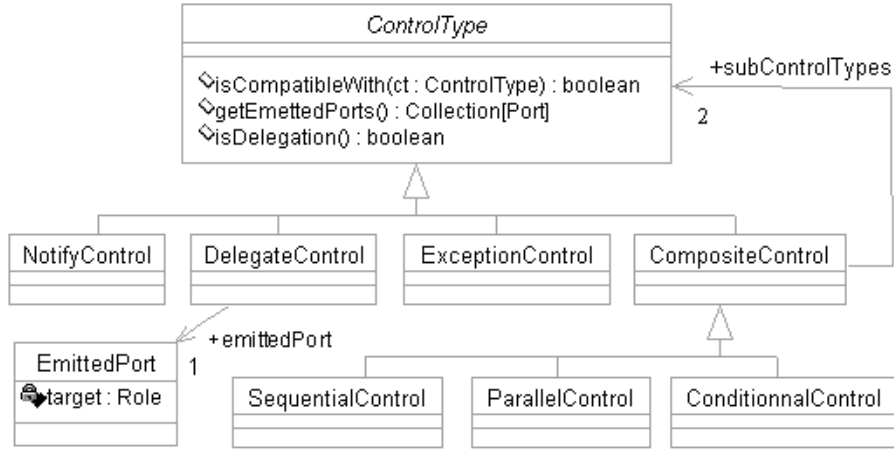 ControlType
isCompatibleWith(ct : ControlType) : boolean
getEmettedPorts() : Collection[Port]
isDelegation() : boolean
+subControlTypes
2
NotifyControl
DelegateControl
ExceptionControl
CompositeControl
+emittedPort
1
EmittedPort
target : Role
SequentialControl
ParallelControl
ConditionnalControl